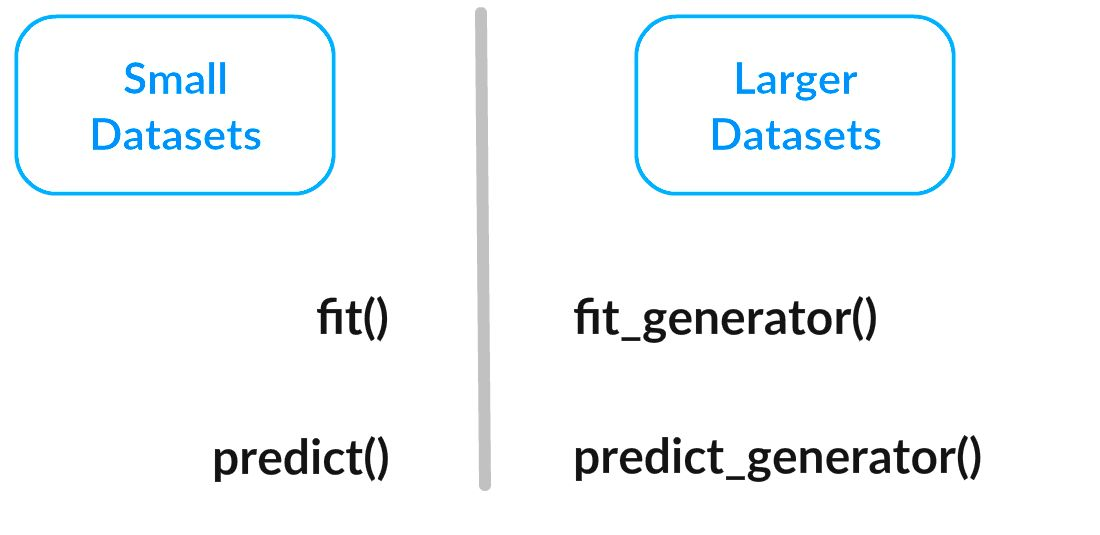 Small
Datasets
Larger
Datasets
fit()
fit_generator()
predict()
predict_generator()